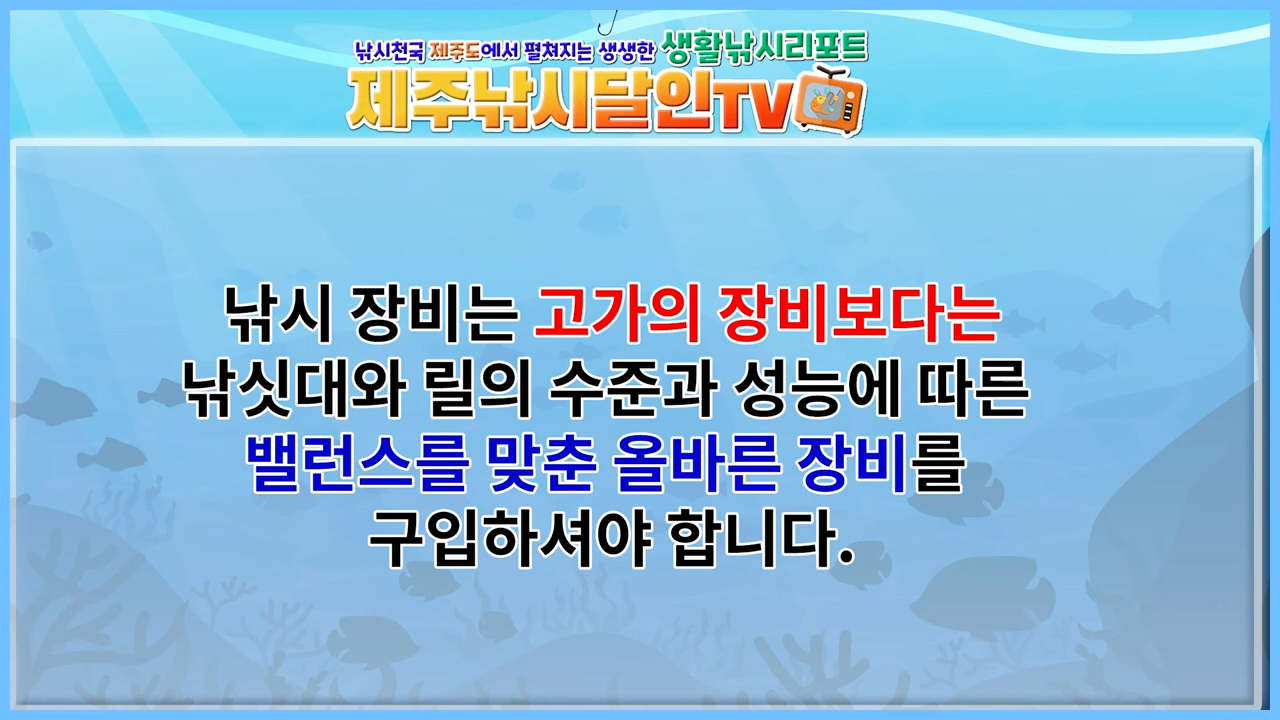 낚시천국 제주도에서 펼쳐지는 생생한 생활낚시리포트
제주낚시달인TV
낚시 장비는 고가의 장비보다는
낚싯대와 릴의 수준과 성능에 따른
밸런스를 맞춘 올바른 장비를
구입하셔야 합니다.